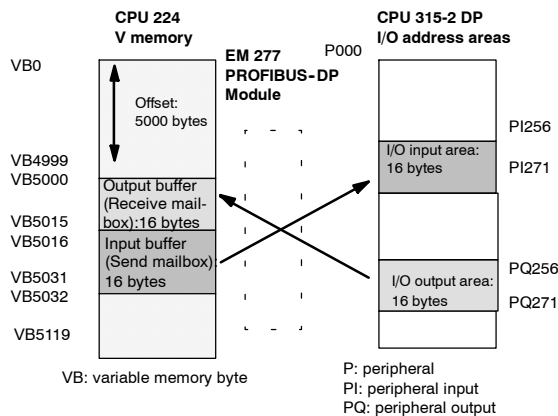 CPU 224
V memory
EM 277
PROFIBUS-DP
Module
CPU 315-2 DP
I/O address areas
P000
VB0
Offset:
5000 bytes
VB4999
VB5000
Output buffer
(Receive mail-
box):16 bytes
VB5015
VB5016
Input buffer
(Send mailbox):
16 bytes
VB5031
VB5032
VB5119
PI256
I/O input area:
16 bytes
PI271
PQ256
I/O output area:
16 bytes
PQ271
VB: variable memory byte
P: peripheral
PI: peripheral input
PQ: peripheral output